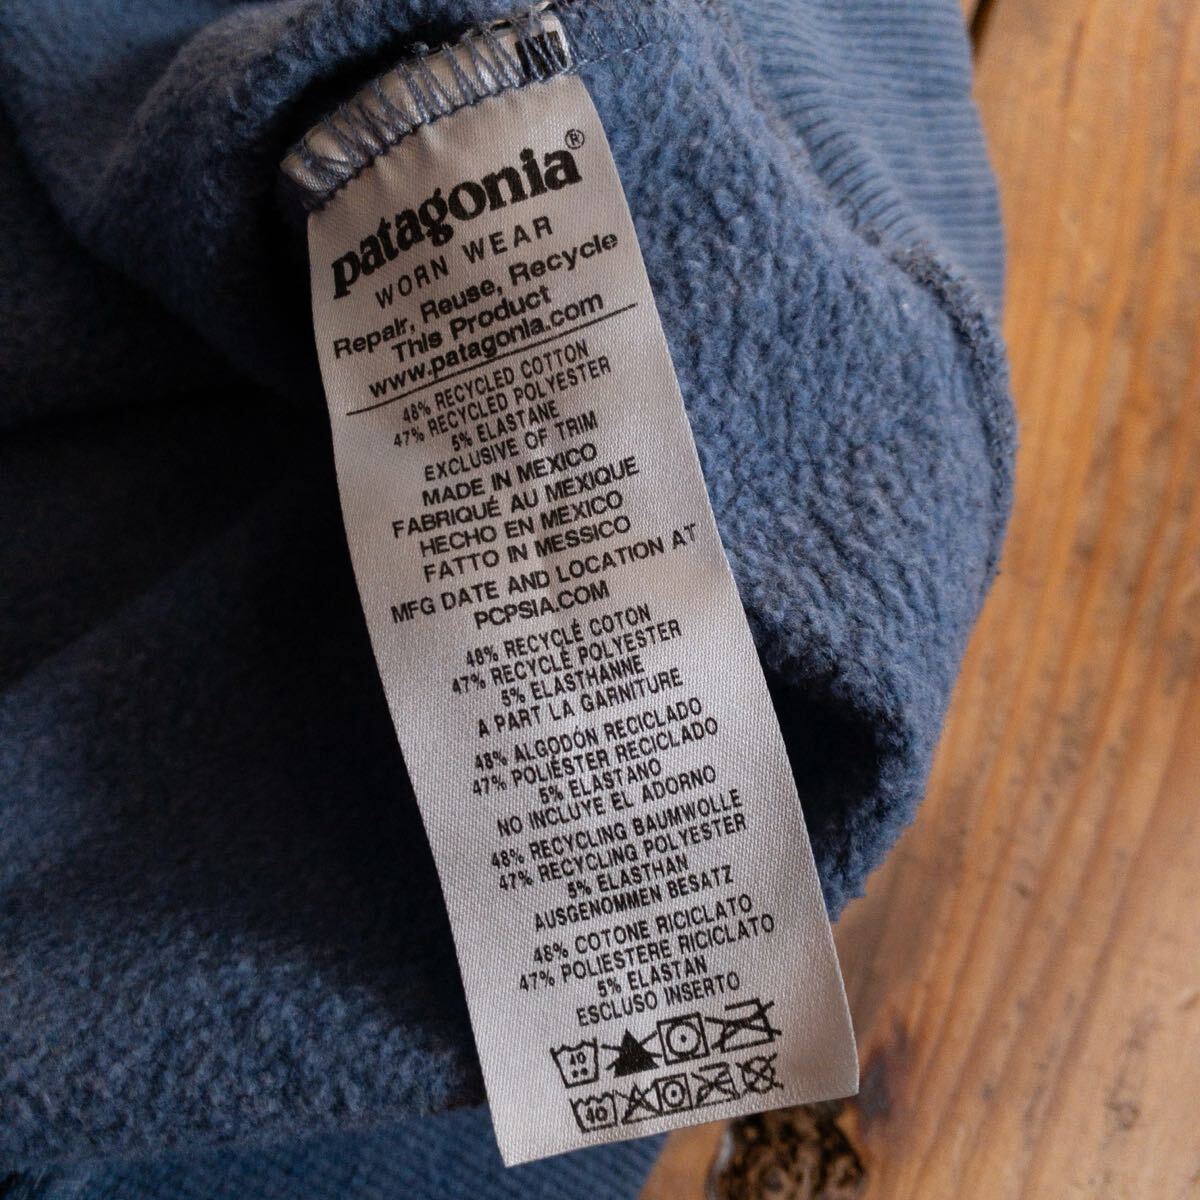 patagonia®
WORN WEAR
Repair, Reuse, Recycle
This Product
www.patagonia.com
48% RECYCLED COTTON
47% RECYCLED POLYESTER
5% ELASTANE
EXCLUSIVE OF TRIM
MADE IN MEXICO
FABRIQUÉ AU MEXIQUE
HECHO EN MEXICO
FATTO IN MESSICO
MFG DATE AND LOCATION AT
PCPSIA.COM
48% RECYCLÉ COTON
47% RECYCLÉ POLYESTER
5% ELASTHANNE
A PART LA GARNITURE
48% ALGODÓN RECICLADO
47% POLIÉSTER RECICLADO
5% ELASTANO
NO INCLUYE EL ADORNO
48% RECYCLING BAUMWOLLE
47% RECYCLING POLYESTER
5% ELASTHAN
AUSGENOMMEN BESATZ
48% COTONE RICICLATO
47% POLIESTERE RICICLATO
5% ELASTAN
ESCLUSO INSERTO
40
40